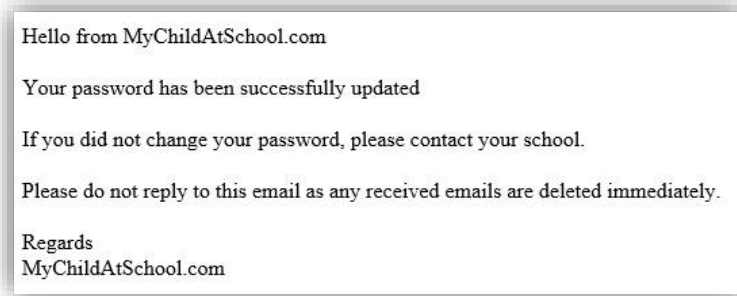 Hello from MyChildAtSchool.com
Your password has been successfully updated
If you did not change your password, please contact your school.
Please do not reply to this email as any received emails are deleted immediately.
Regards
MyChildAtSchool.com